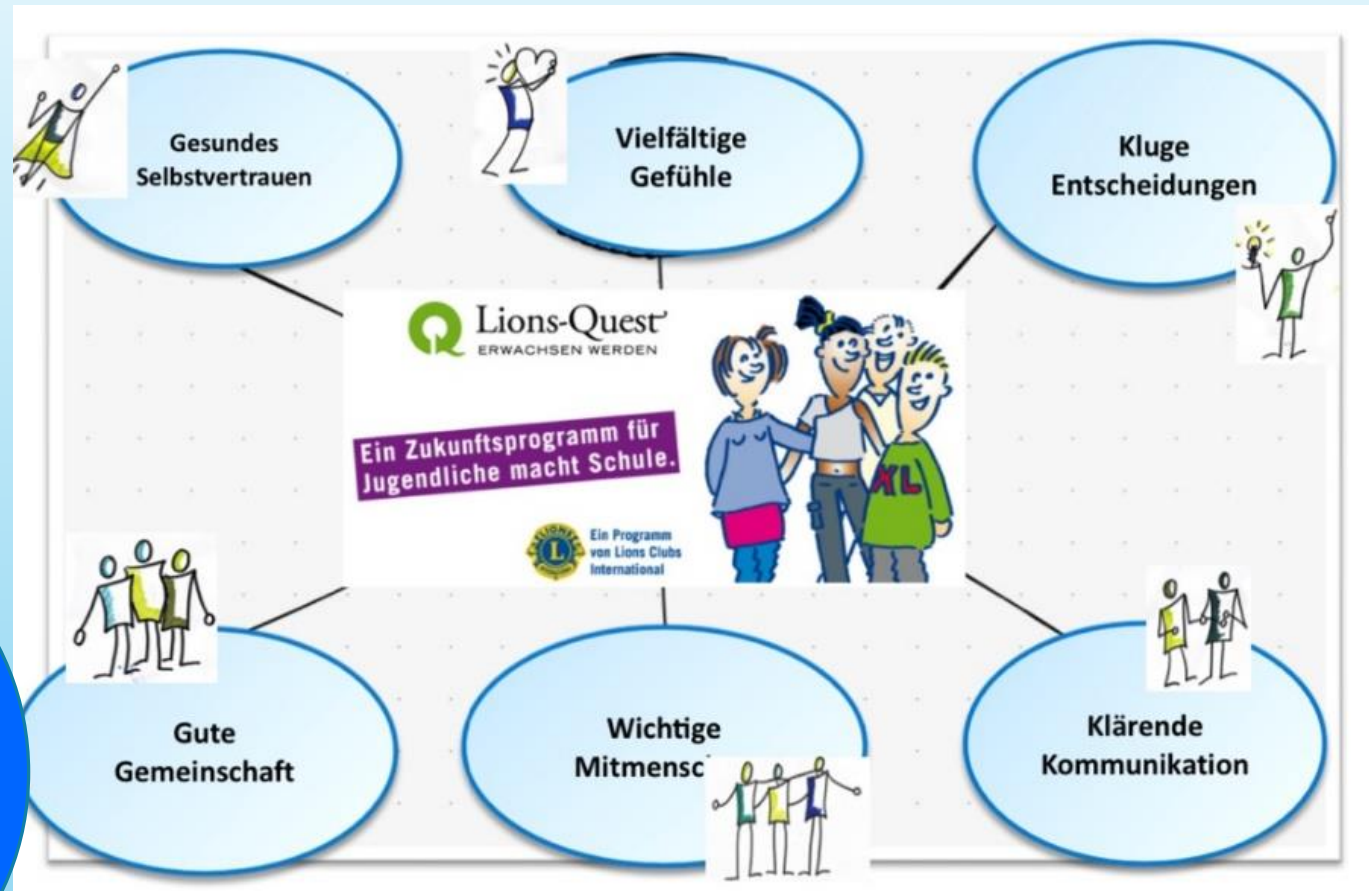 Gesundes
Selbstvertrauen
Vielfältige
Gefühle
Kluge
Entscheidungen
Lions-Quest
ERWACHSEN WERDEN
Ein Zukunftsprogramm für
Jugendliche macht Schule.
XL
L
Ein Programm
von Lions Clubs
International
Gute
Gemeinschaft
Wichtige
Klärende
Kommunikation